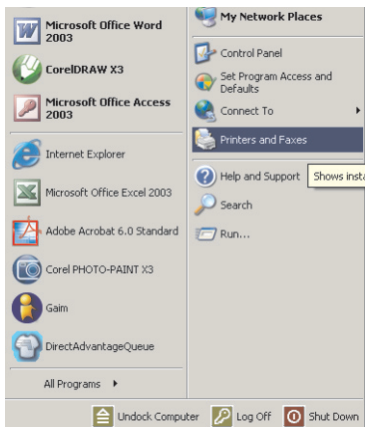 Microsoft Office Word
2003
CorelDRAW X3
Microsoft Office Access
2003
Internet Explorer
Microsoft Office Excel 2003
Adobe Acrobat 6.0 Standard
Corel PHOTO-PAINT X3
Gaim
DirectAdvantageQueue
All Programs
My Network Places
Control Panel
Set Program Access and
Defaults
Connect To
Printers and Faxes
Help and Support
Shows insta
Search
Run...
Undock Computer
Log Off
Shut Down